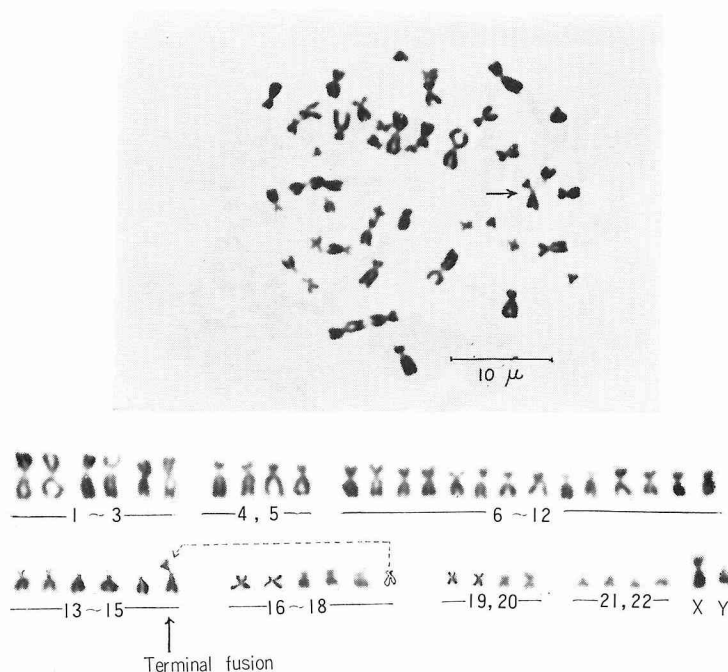 10 μ
1 ~ 3
4, 5
6 ~ 12
13 ~ 15
16 ~ 18
19, 20
21, 22
X Y
Terminal fusion